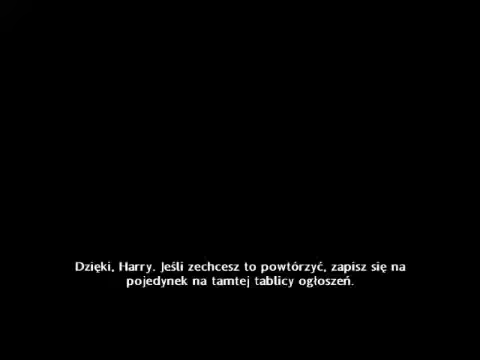 Dzięki, Harry. Jeśli zechcesz to powtórzyć, zapisz się na
pojedynek na tamtej tablicy ogłoszeń.